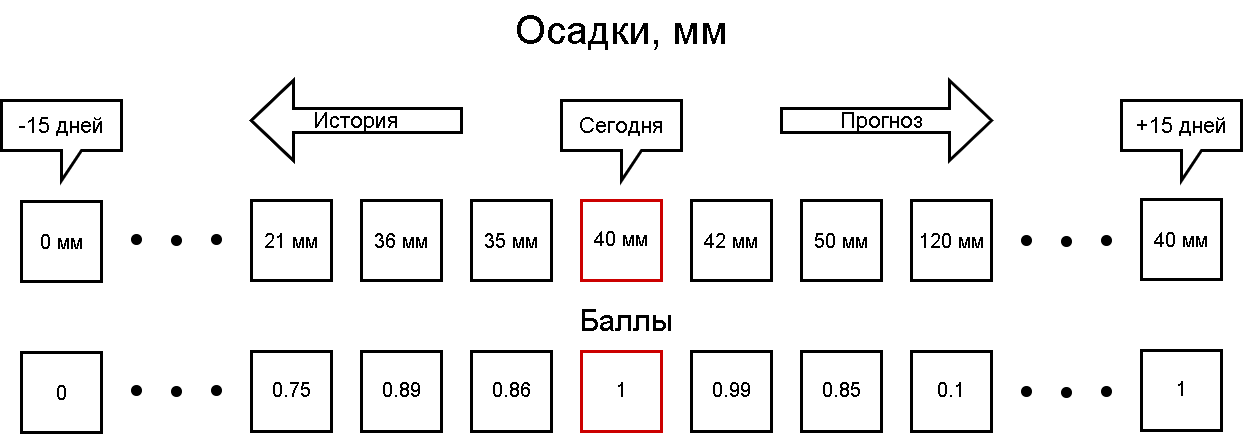 Осадки, мм
-15 дней
История
Сегодня
Прогноз
+15 дней
0 мм
21 мм
36 мм
35 мм
40 мм
42 мм
50 мм
120 мм
40 мм
Баллы
0
0.75
0.89
0.86
1
0.99
0.85
0.1
1